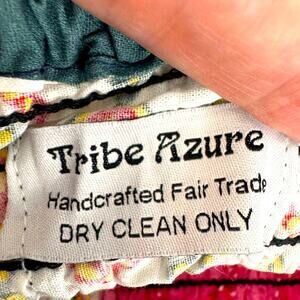 Tribe Azure
Handcrafted Fair Trade
DRY CLEAN ONLY